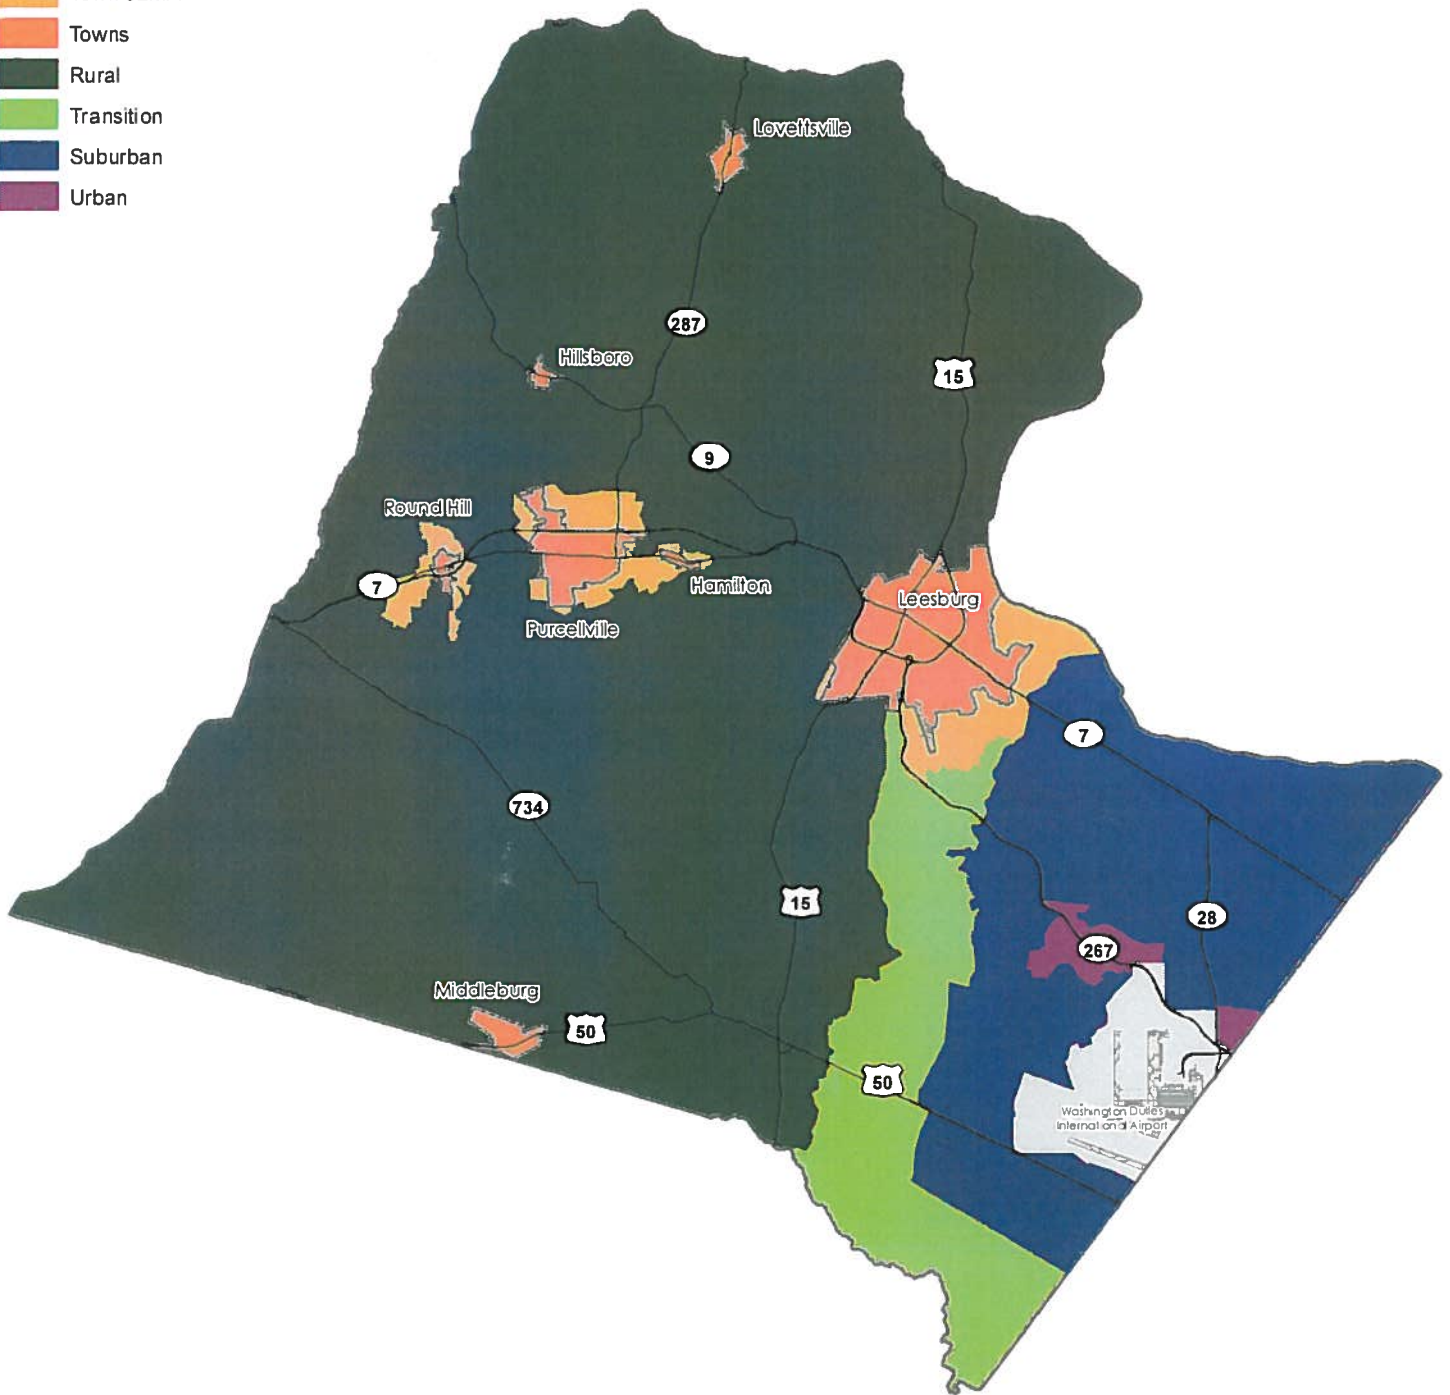 Towns
Rural
Transition
Suburban
Urban
Lovettsville
287
Hillsboro
15
9
Round Hill
7
Hamilton
Leesburg
Purcellville
7
734
15
28
267
Middleburg
50
50
Washington Dulles
International Airport